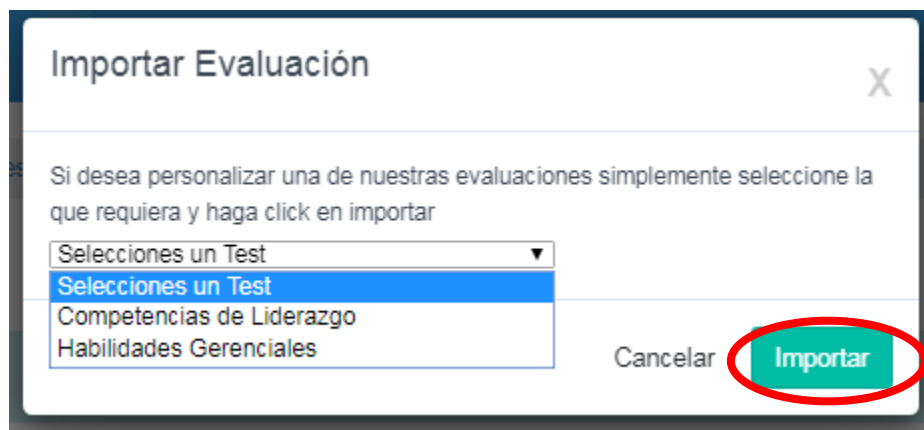 Importar Evaluación
X
Si desea personalizar una de nuestras evaluaciones simplemente seleccione la
que requiera y haga click en importar
Selecciones un Test
Selecciones un Test
Competencias de Liderazgo
Habilidades Gerenciales
Cancelar Importar